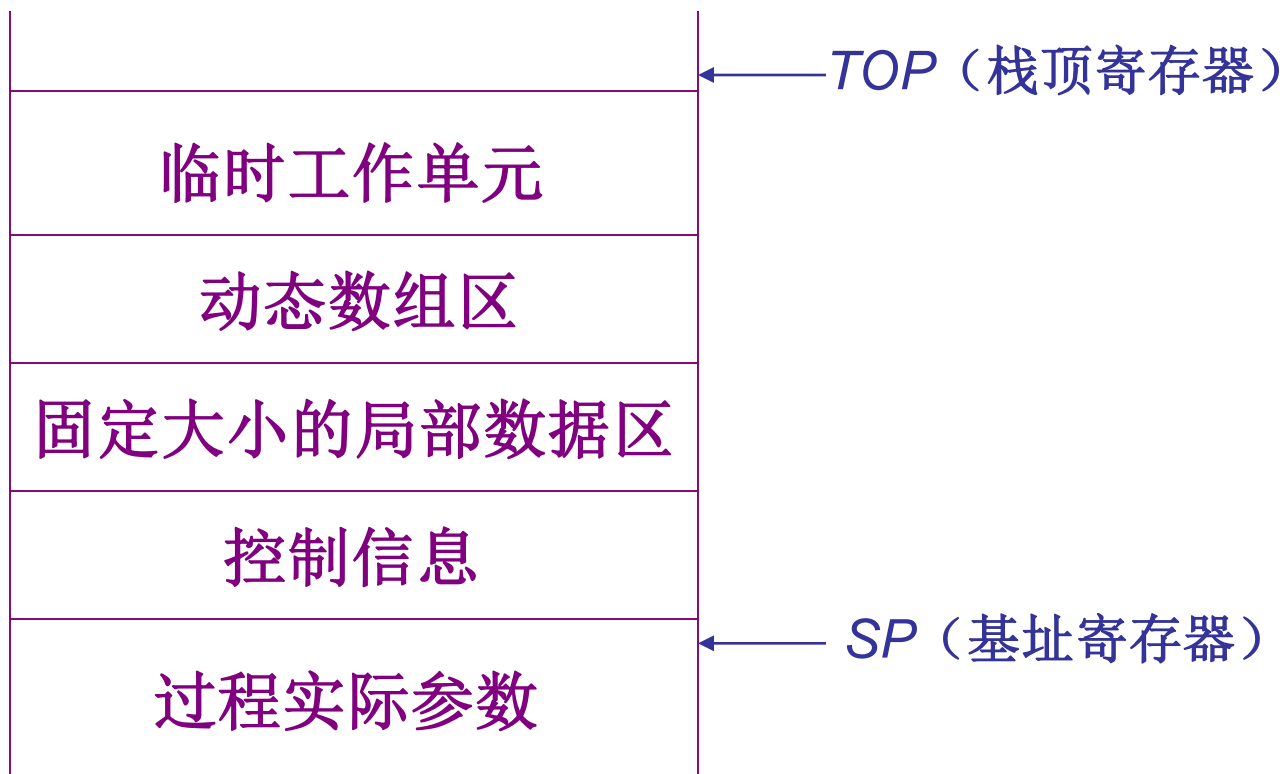 TOP（栈顶寄存器）
临时工作单元
动态数组区
固定大小的局部数据区
控制信息
SP（基址寄存器）
过程实际参数